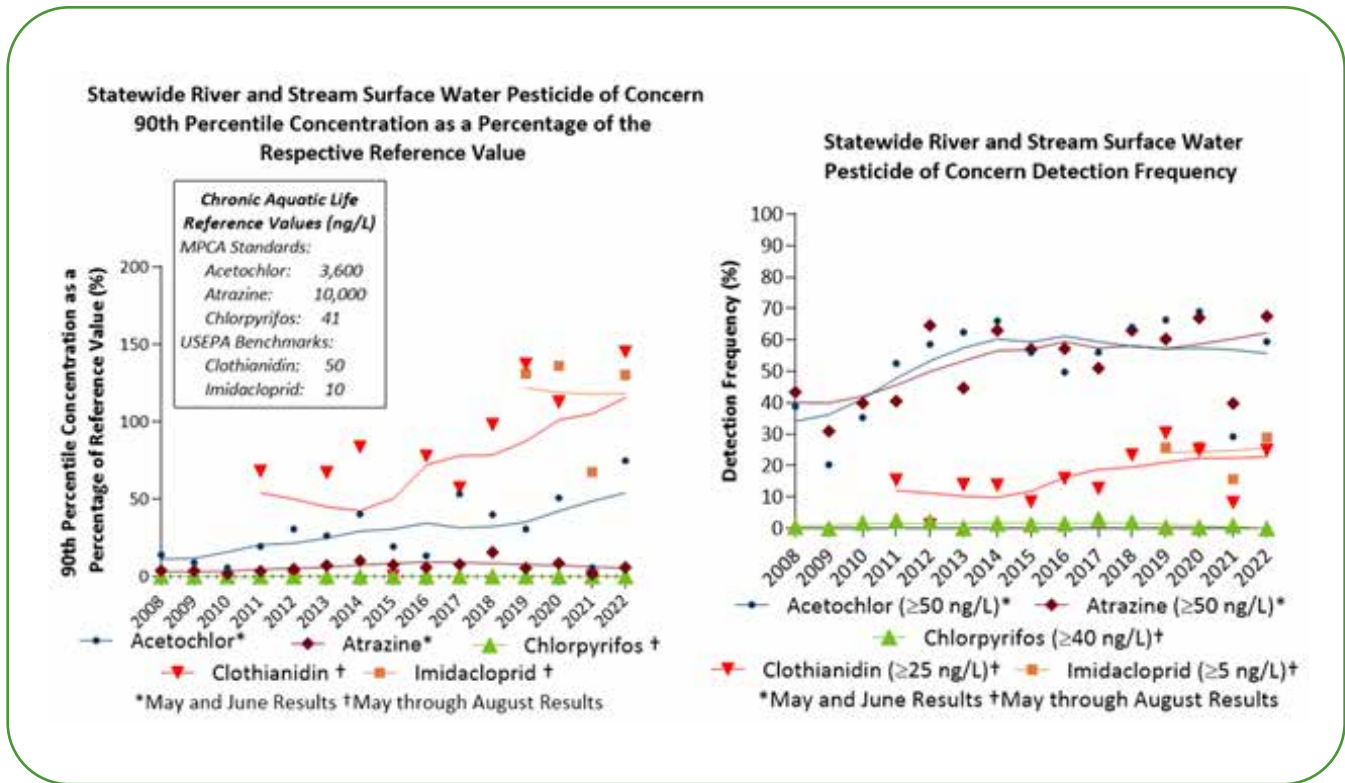 Statewide River and Stream Surface Water Pesticide of Concern
90th Percentile Concentration as a Percentage of the
Respective Reference Value
Chronic Aquatic Life
Reference Values (ng/L)
MPCA Standards:
Acetochlor: 3,600
Atrazine: 10,000
Chlorpyrifos: 41
USEPA Benchmarks:
Clothianidin: 50
Imidacloprid: 10
90th Percentile Concentration as a
Percentage of Reference Value (%)
200
150
100
50
0
2008 2009 2010 2011 2012 2013 2014 2015 2016 2017 2018 2019 2020 2021 2022
Acetochlor* Atrazine* Chlorpyrifos †
Clothianidin † Imidacloprid †
*May and June Results †May through August Results
Statewide River and Stream Surface Water
Pesticide of Concern Detection Frequency
Detection Frequency (%)
100
90
80
70
60
50
40
30
20
10
0
2008 2009 2010 2011 2012 2013 2014 2015 2016 2017 2018 2019 2020 2021 2022
Acetochlor (≥50 ng/L)* Atrazine (≥50 ng/L)*
Chlorpyrifos (≥40 ng/L)†
Clothianidin (≥25 ng/L)† Imidacloprid (≥5 ng/L)†
*May and June Results †May through August Results